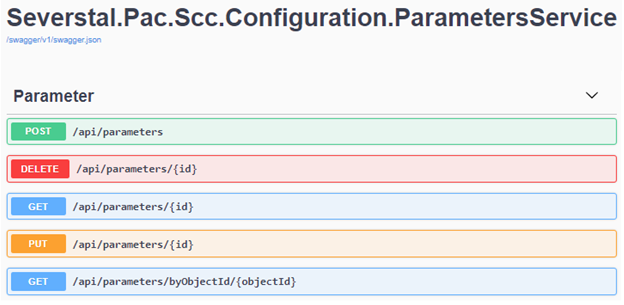 Severstal.Pac.Scc.Configuration.ParametersService
/swagger/v1/swagger.json
Parameter
POST /api/parameters
DELETE /api/parameters/{id}
GET /api/parameters/{id}
PUT /api/parameters/{id}
GET /api/parameters/byObjectId/{objectId}